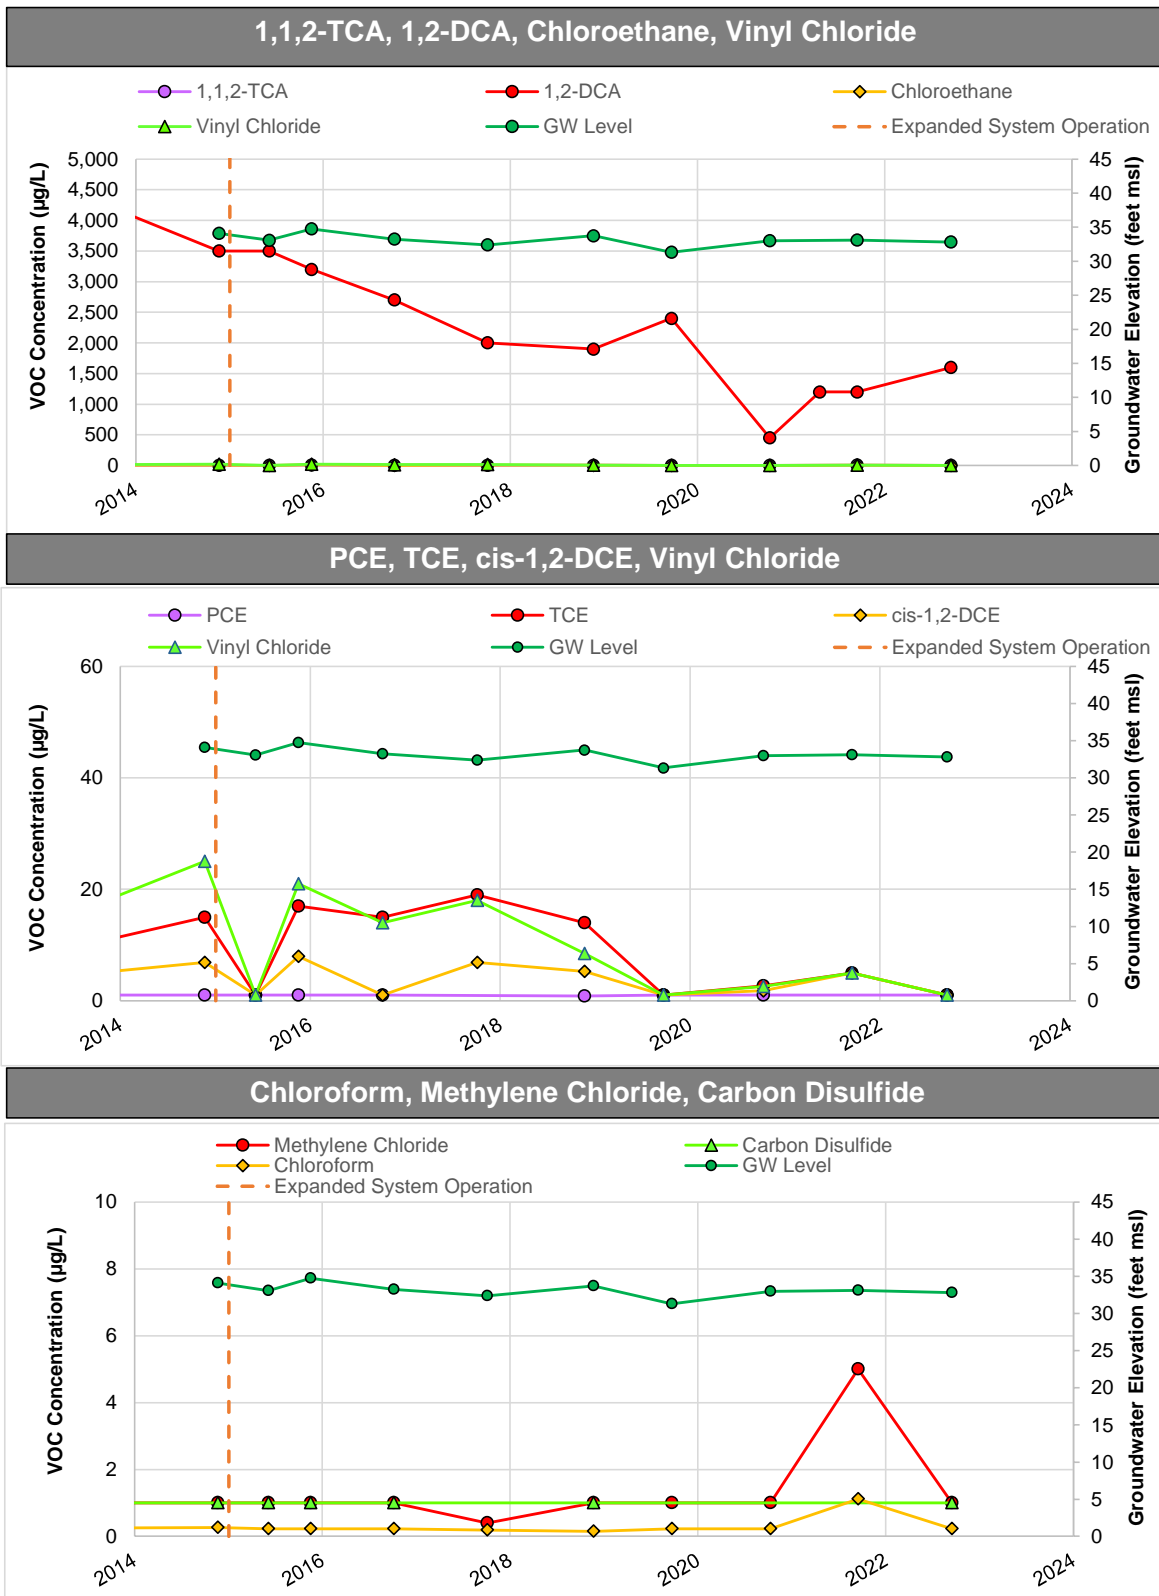 1,1,2-TCA, 1,2-DCA, Chloroethane, Vinyl Chloride
1,1,2-TCA 1,2-DCA Chloroethane
Vinyl Chloride GW Level Expanded System Operation
VOC Concentration (µg/L)
5,000
4,500
4,000
3,500
3,000
2,500
2,000
1,500
1,000
500
0
45
40
35
30
25
20
15
10
5
0
Groundwater Elevation (feet msl)
2014 2016 2018 2020 2022 2024
PCE, TCE, cis-1,2-DCE, Vinyl Chloride
PCE TCE cis-1,2-DCE
Vinyl Chloride GW Level Expanded System Operation
VOC Concentration (µg/L)
60
40
20
0
45
40
35
30
25
20
15
10
5
0
Groundwater Elevation (feet msl)
2014 2016 2018 2020 2022 2024
Chloroform, Methylene Chloride, Carbon Disulfide
Methylene Chloride Carbon Disulfide
Chloroform GW Level
Expanded System Operation
VOC Concentration (µg/L)
10
8
6
4
2
0
45
40
35
30
25
20
15
10
5
0
Groundwater Elevation (feet msl)
2014 2016 2018 2020 2022 2024